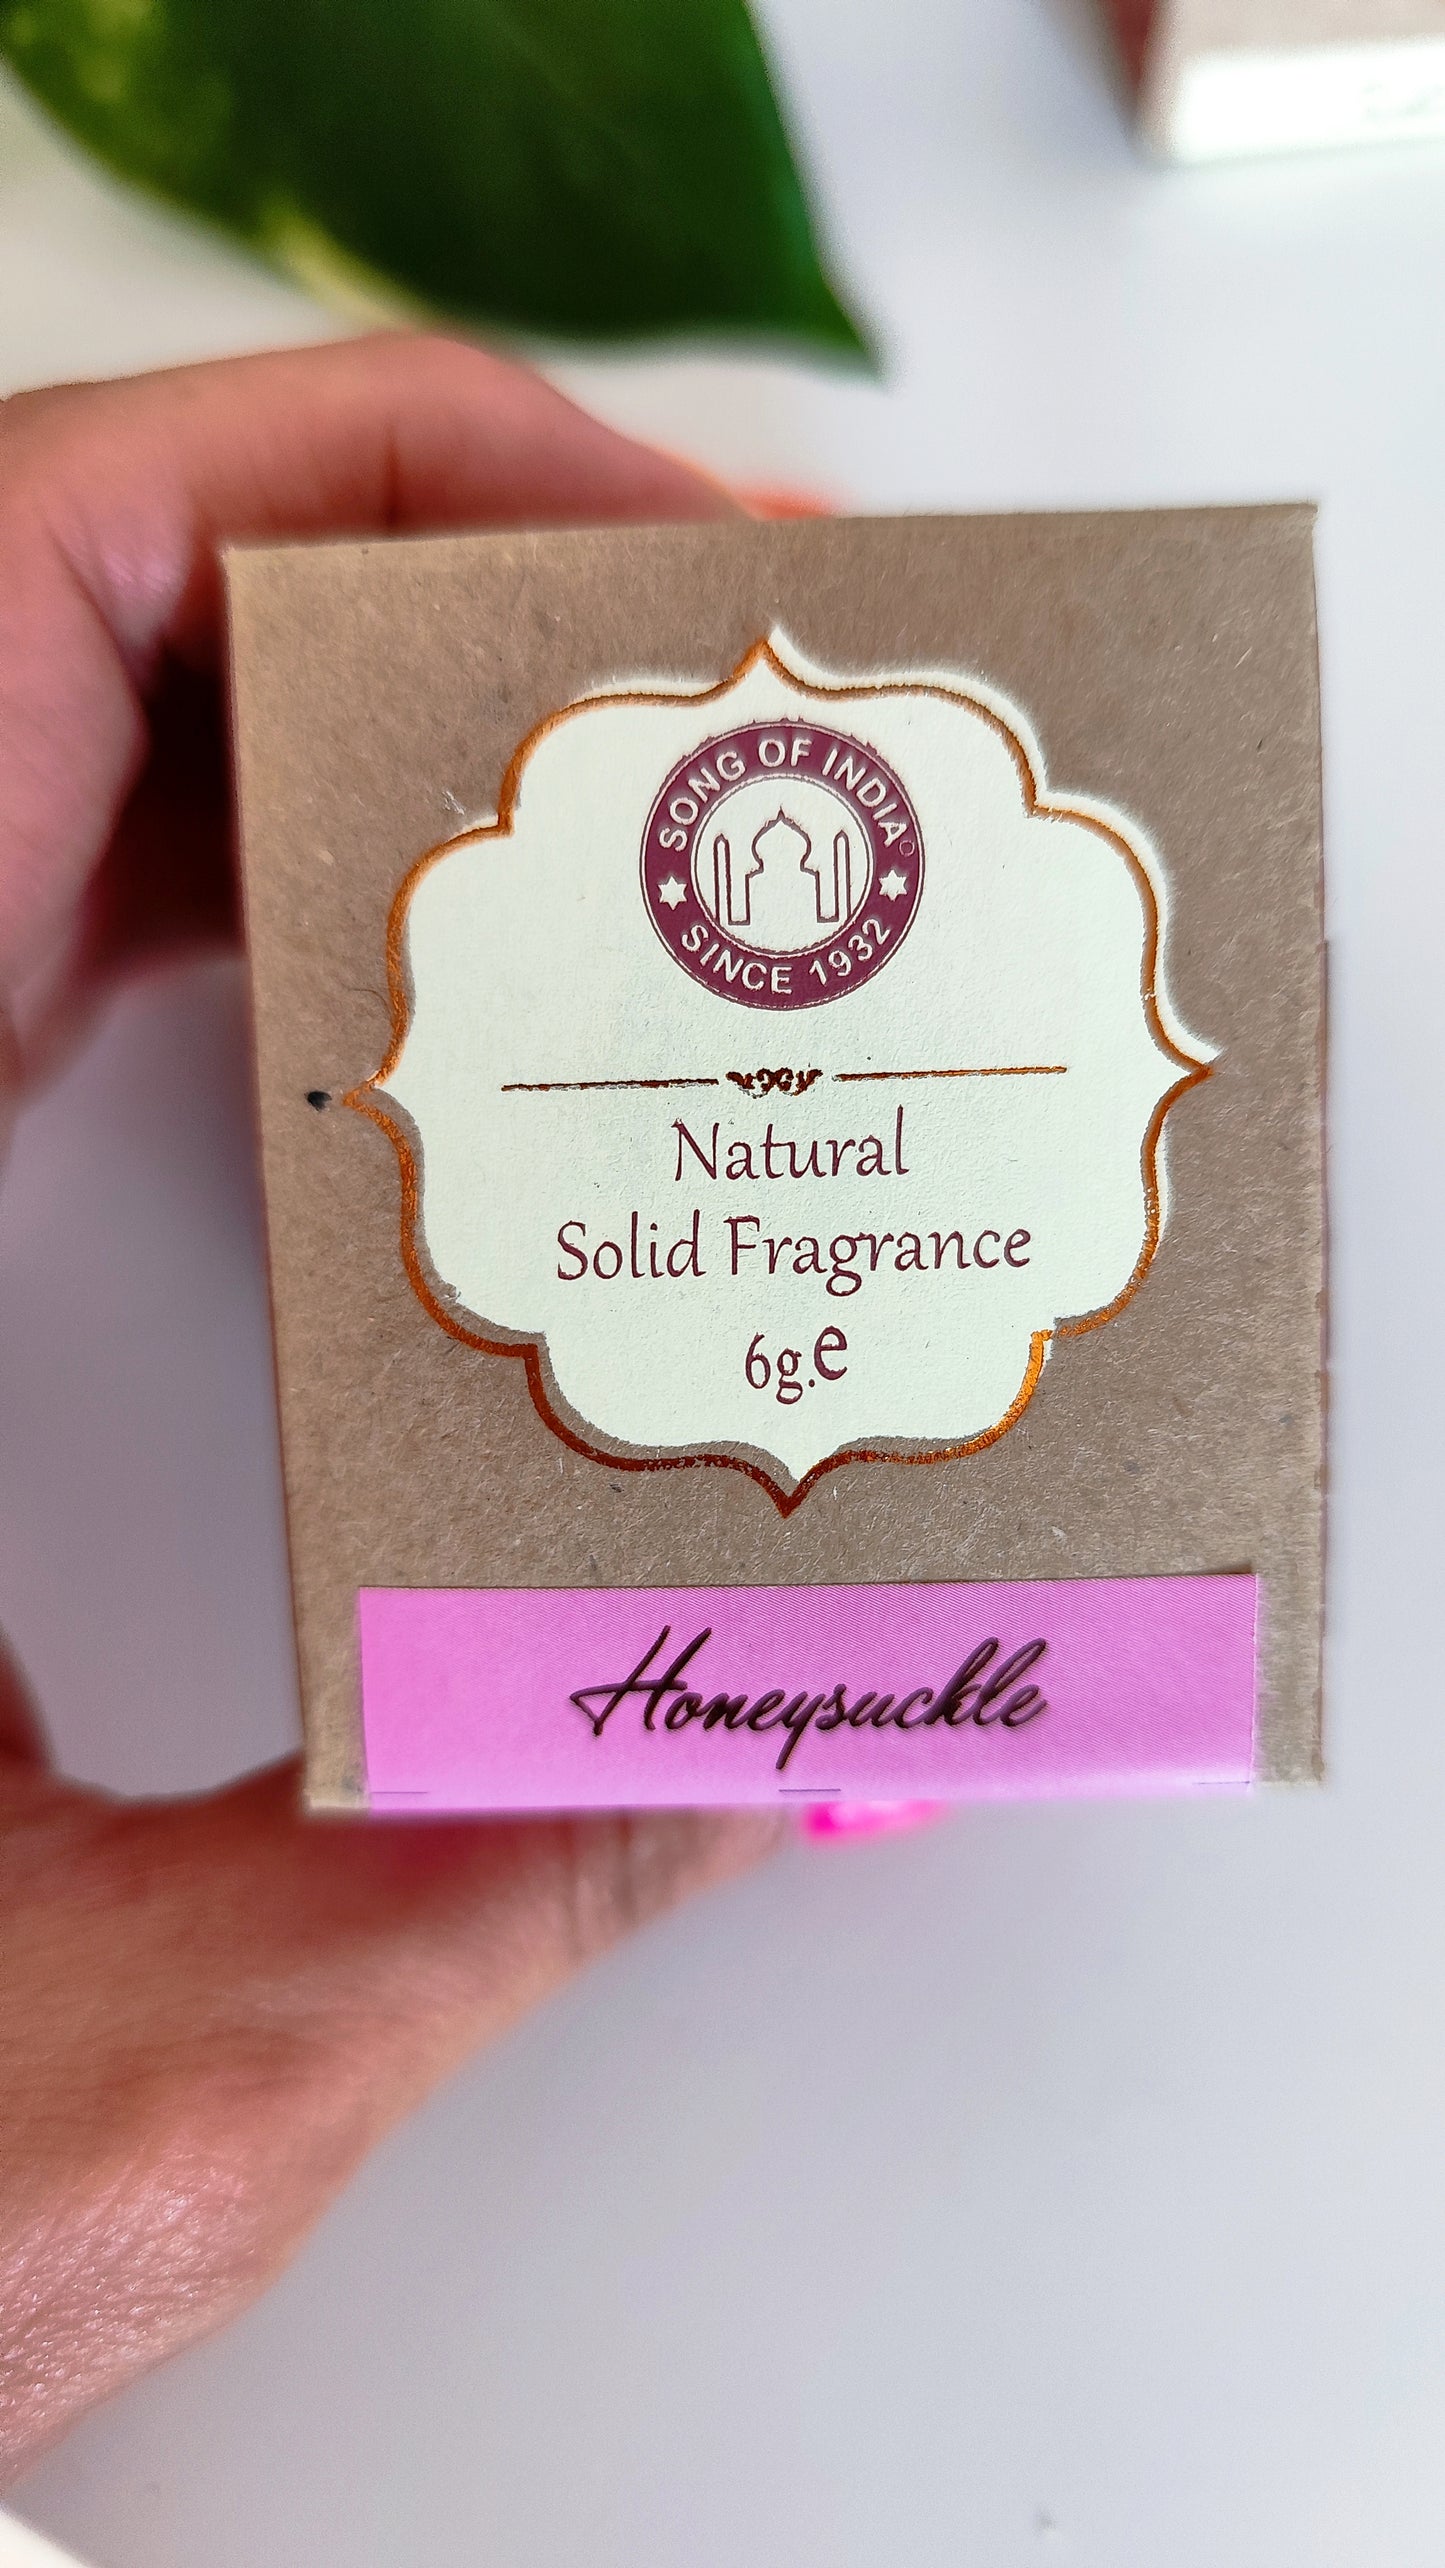 SONG OF INDIA
SINCE 1932
Natural
Solid Fragrance
6g.e
Honeysuckle